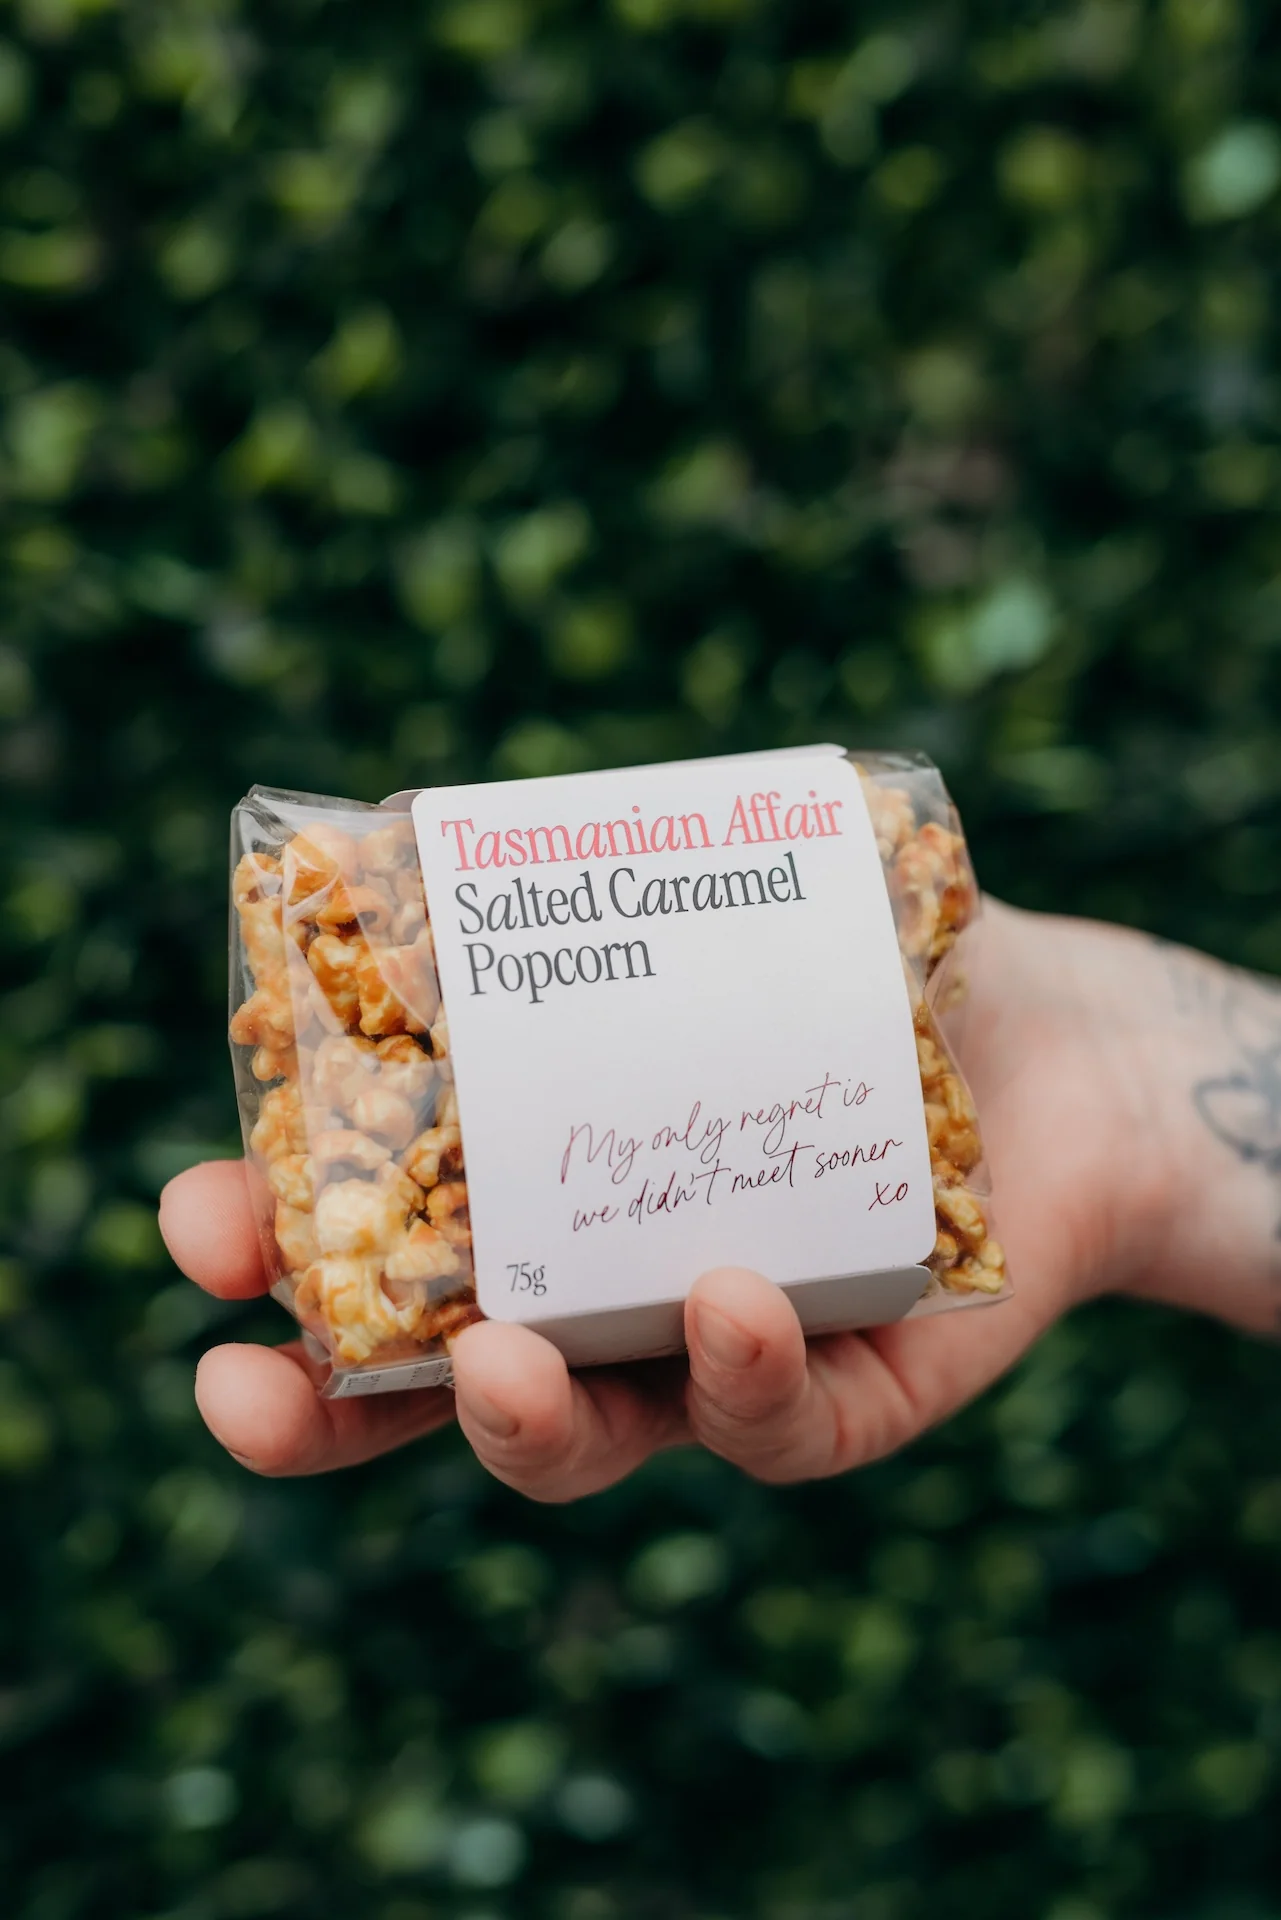 Tasmanian Affair
Salted Caramel
Popcorn
My only regret is
we didn't meet sooner
xo
75g